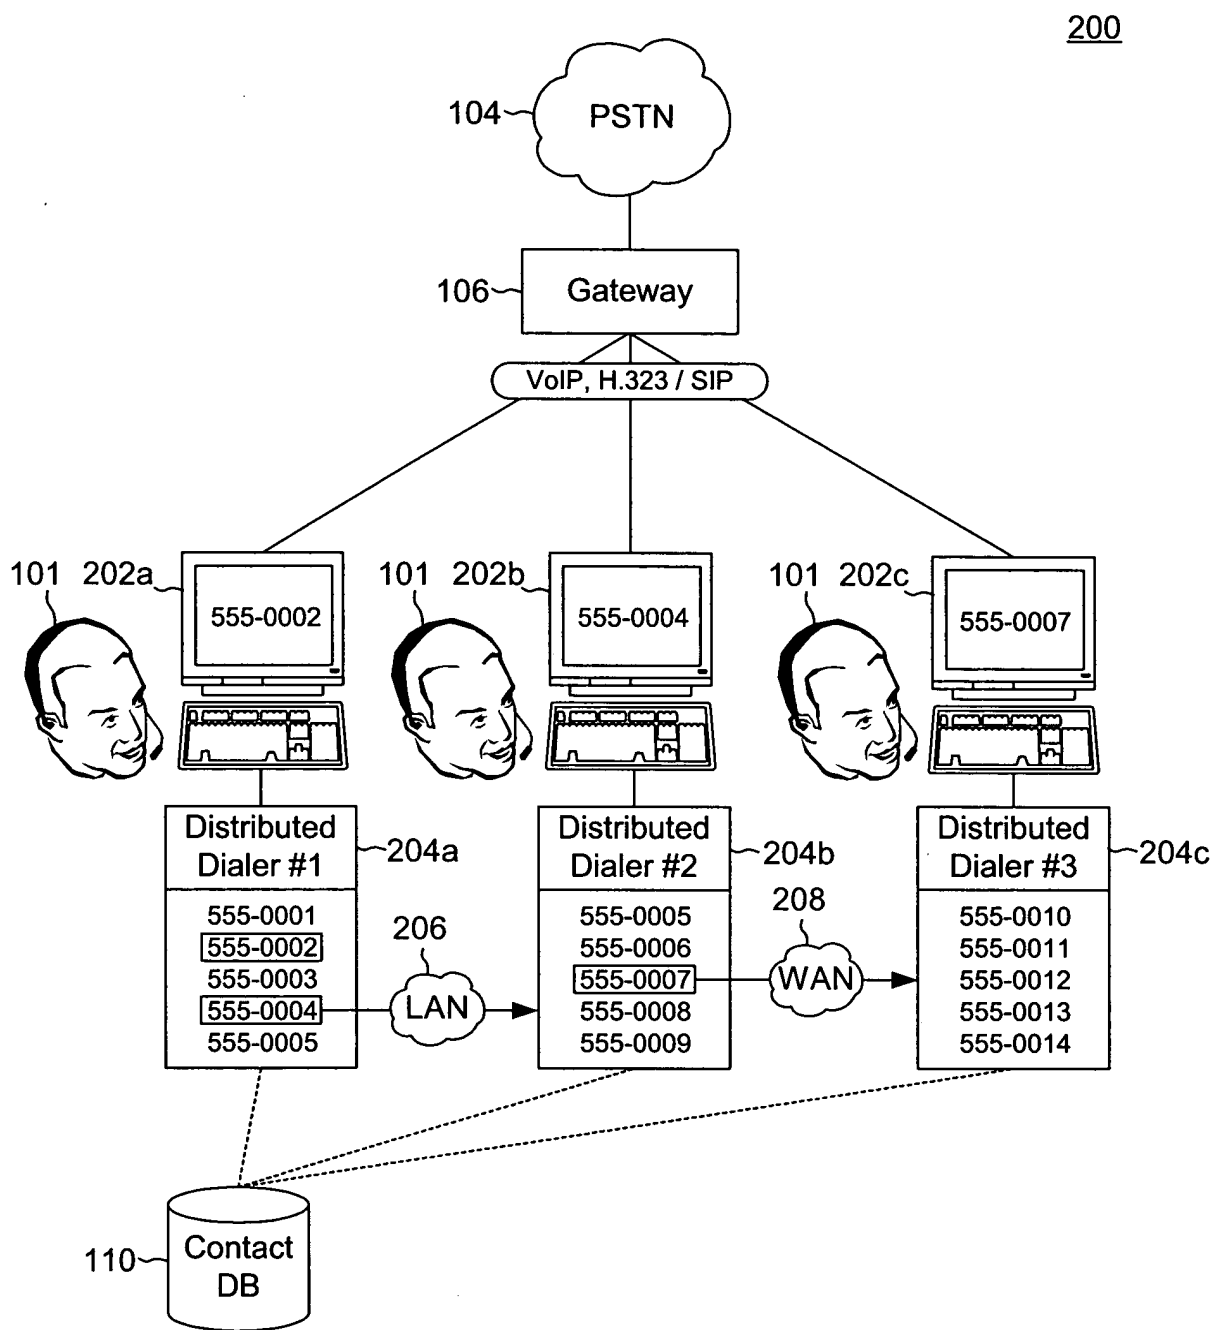 200
104
PSTN
106
Gateway
VoIP, H.323 / SIP
101
202a
555-0002
101
202b
555-0004
101
202c
555-0007
Distributed
Dialer #1
204a
555-0001
555-0002
555-0003
555-0004
555-0005
206
LAN
Distributed
Dialer #2
204b
555-0005
555-0006
555-0007
555-0008
555-0009
208
WAN
Distributed
Dialer #3
204c
555-0010
555-0011
555-0012
555-0013
555-0014
110
Contact
DB